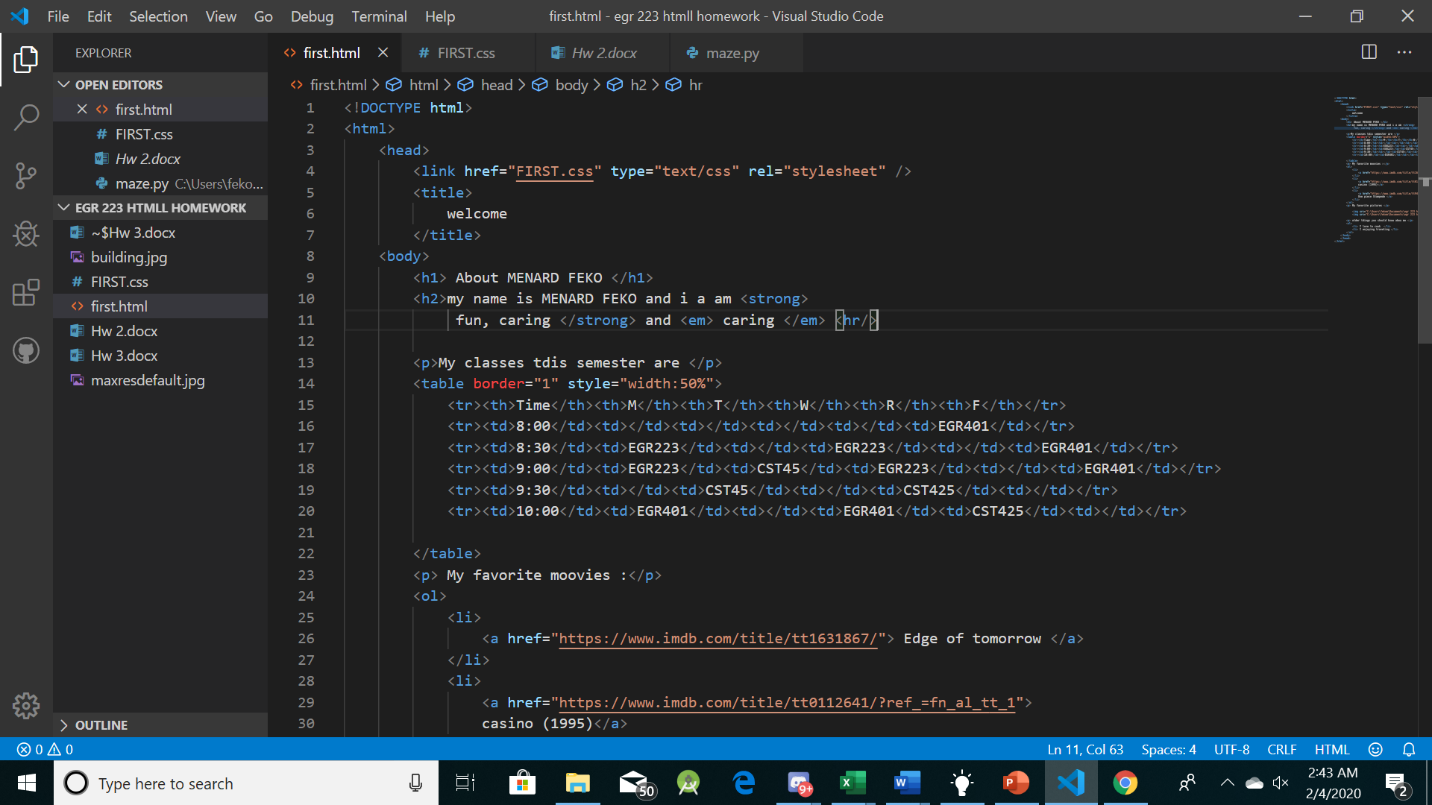 File Edit Selection View Go Debug Terminal Help first.html - egr 223 htmll homework - Visual Studio Code
EXPLORER
OPEN EDITORS
first.html
FIRST.css
Hw 2.docx
maze.py C:\Users\feko...
EGR 223 HTMLL HOMEWORK
~$Hw 3.docx
building.jpg
FIRST.css
first.html
Hw 2.docx
Hw 3.docx
maxresdefault.jpg
OUTLINE
first.html FIRST.css Hw 2.docx maze.py
first.html > html > head > body > h2 > hr
1 <!DOCTYPE html>
2 <html>
3 <head>
4 <link href="FIRST.css" type="text/css" rel="stylesheet" />
5 <title>
6 welcome
7 </title>
8 <body>
9 <h1> About MENARD FEKO </h1>
10 <h2>my name is MENARD FEKO and i a am <strong>
11 fun, caring </strong> and <em> caring </em> <hr/>
12
13 <p>My classes tdis semester are </p>
14 <table border="1" style="width:50%">
15 <tr><th>Time</th><th>M</th><th>T</th><th>W</th><th>R</th><th>F</th></tr>
16 <tr><td>8:00</td><td></td><td></td><td></td><td></td><td>EGR401</td></tr>
17 <tr><td>8:30</td><td>EGR223</td><td></td><td>EGR223</td><td></td><td>EGR401</td></tr>
18 <tr><td>9:00</td><td>EGR223</td><td>CST45</td><td>EGR223</td><td></td><td>EGR401</td></tr>
19 <tr><td>9:30</td><td></td><td>CST45</td><td></td><td>CST425</td><td></td></tr>
20 <tr><td>10:00</td><td>EGR401</td><td></td><td>EGR401</td><td>CST425</td><td></td></tr>
21
22 </table>
23 <p> My favorite moovies :</p>
24 <ol>
25 <li>
26 <a href="https://www.imdb.com/title/tt1631867/"> Edge of tomorrow </a>
27 </li>
28 <li>
29 <a href="https://www.imdb.com/title/tt0112641/?ref_=fn_al_tt_1">
30 casino (1995)</a>
0 0 Ln 11, Col 63 Spaces: 4 UTF-8 CRLF HTML
Type here to search 50 9+ 2:43 AM
2/4/2020 2